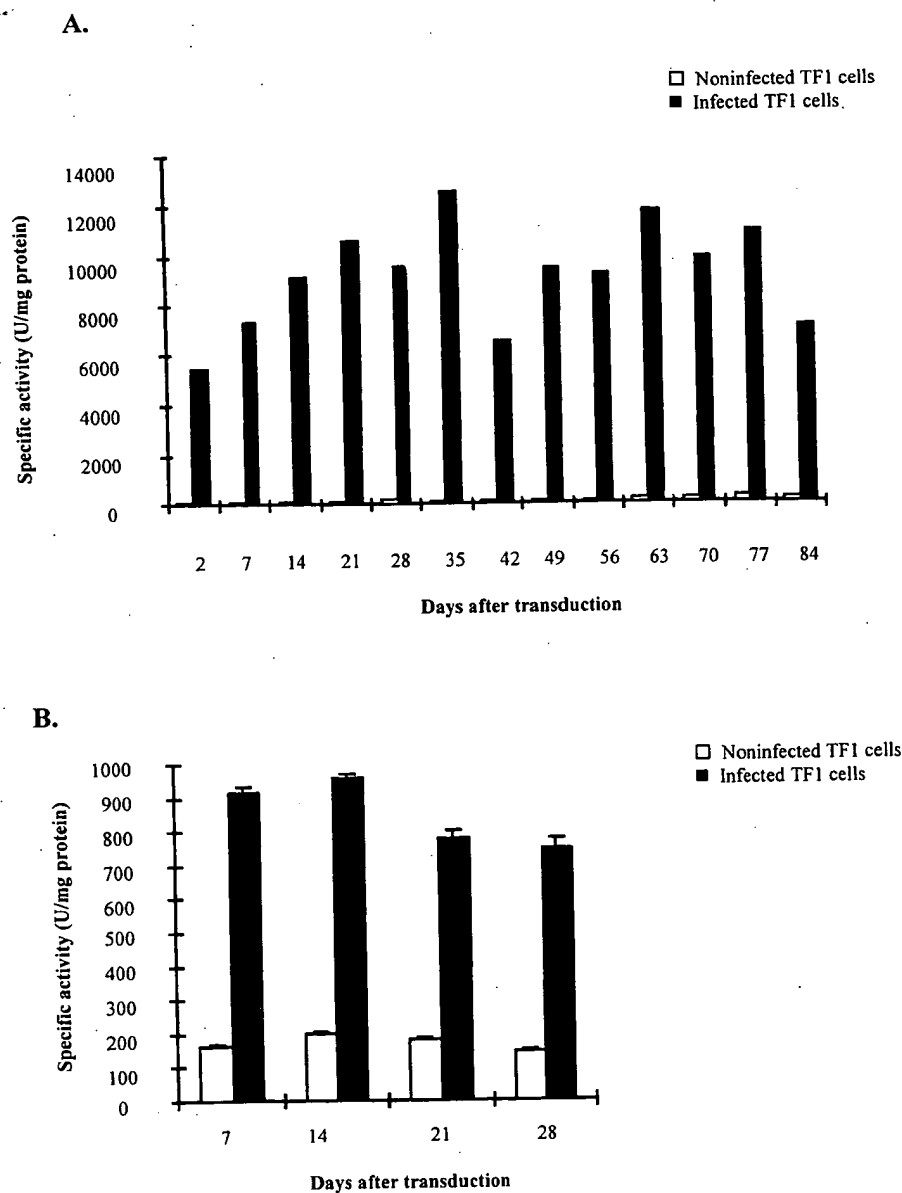 A.
Noninfected TF1 cells
Infected TF1 cells.
Specific activity (U/mg protein)
14000
12000
10000
8000
6000
4000
2000
0
2 7 14 21 28 35 42 49 56 63 70 77 84
Days after transduction
B.
Noninfected TF1 cells
Infected TF1 cells
Specific activity (U/mg protein)
1000
900
800
700
600
500
400
300
200
100
0
7 14 21 28
Days after transduction